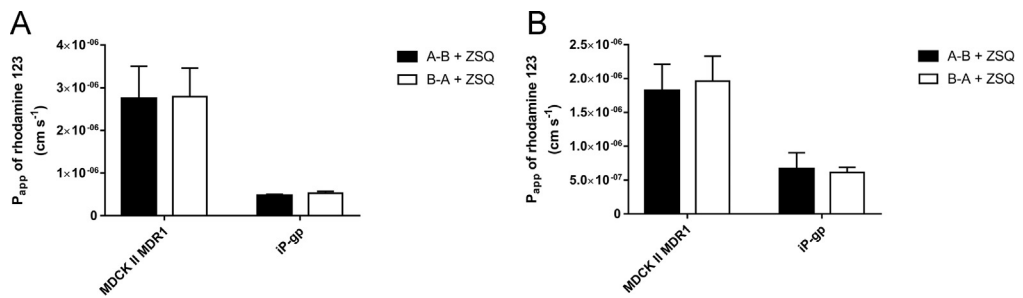 A
P_app of rhodamine 123
(cm s⁻¹)
4×10⁻⁰⁶
3×10⁻⁰⁶
2×10⁻⁰⁶
1×10⁻⁰⁶
0
MDCK II MDR1
iP-gp
A-B + ZSQ
B-A + ZSQ
B
P_app of rhodamine 123
(cm s⁻¹)
2.5×10⁻⁰⁶
2.0×10⁻⁰⁶
1.5×10⁻⁰⁶
1.0×10⁻⁰⁶
5.0×10⁻⁰⁷
0
MDCK II MDR1
iP-gp
A-B + ZSQ
B-A + ZSQ